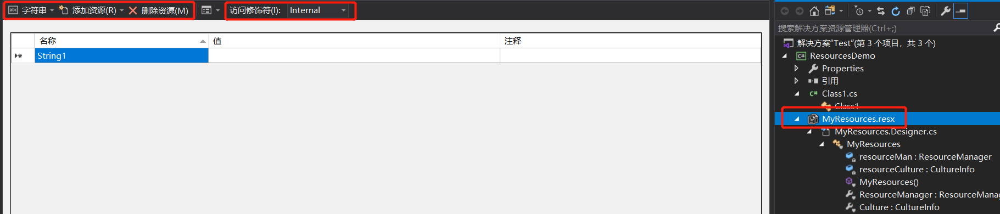 abc 字符串 添加资源(R) 删除资源(M) 访问修饰符(I): Internal
名称 值 注释
String1
搜索解决方案资源管理器(Ctrl+;)
解决方案"Test"(第 3 个项目，共 3 个)
C# ResourcesDemo
Properties
引用
C# Class1.cs
Class1
MyResources.resx
MyResources.Designer.cs
MyResources
resourceMan : ResourceManager
resourceCulture : CultureInfo
MyResources()
ResourceManager : ResourceMana
Culture : CultureInfo